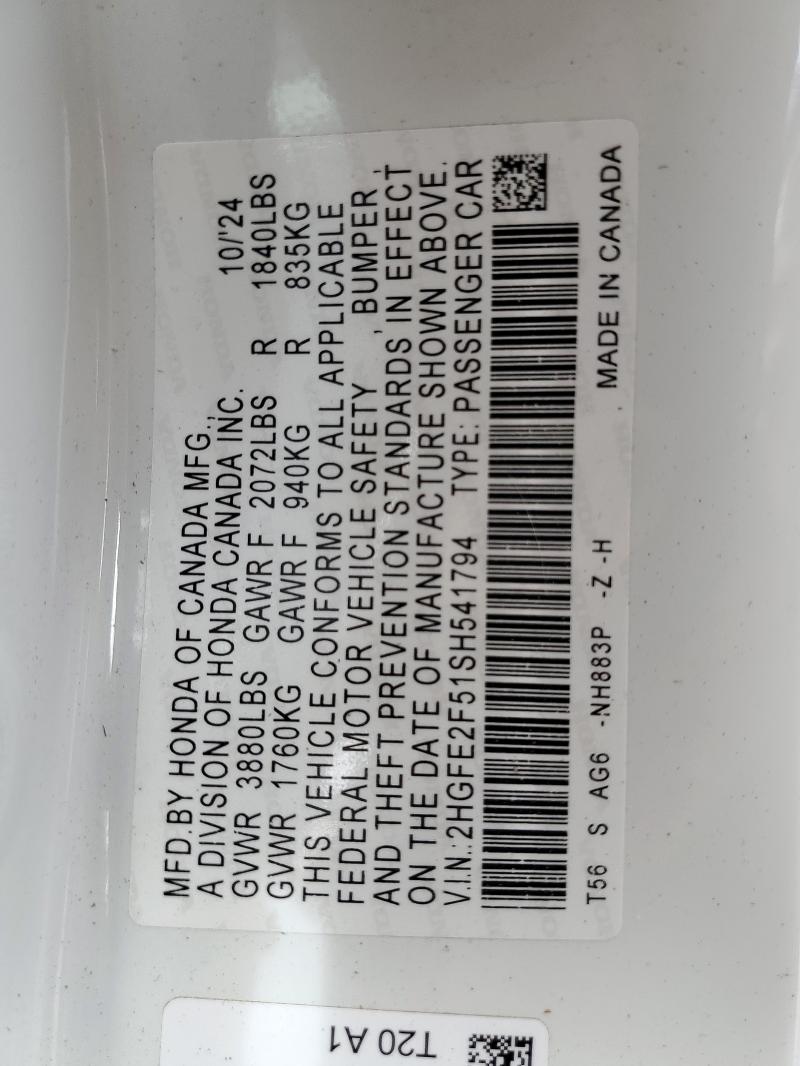 MFD.BY HONDA OF CANADA MFG.,
A DIVISION OF HONDA CANADA INC. 10/'24
GVWR 3880LBS GAWR F 2072LBS R 1840LBS
GVWR 1760KG GAWR F 940KG R 835KG
THIS VEHICLE CONFORMS TO ALL APPLICABLE
FEDERAL MOTOR VEHICLE SAFETY , BUMPER ,
AND THEFT PREVENTION STANDARDS IN EFFECT
ON THE DATE OF MANUFACTURE SHOWN ABOVE.
V.I.N.:2HGFE2F51SH541794 TYPE: PASSENGER CAR
T56 S AG6 -NH883P -Z -H MADE IN CANADA
T20 A1